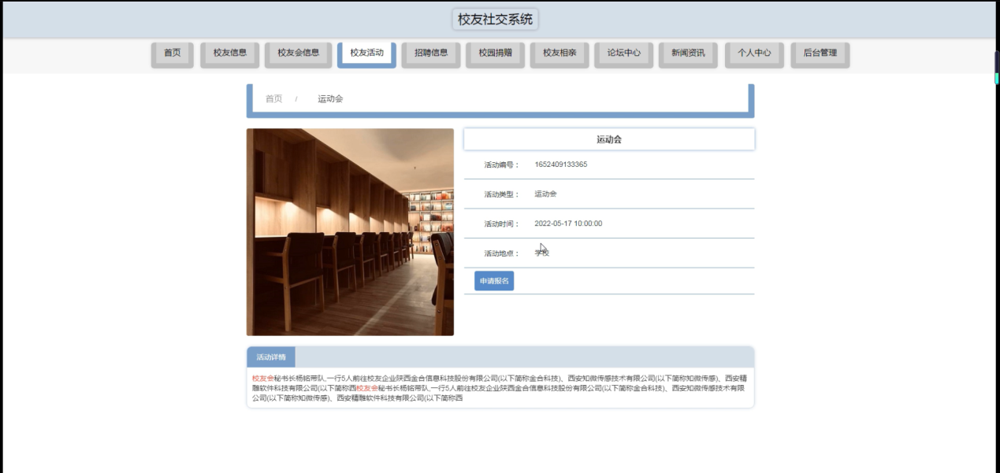 校友社交系统
首页 校友信息 校友会信息 校友活动 招聘信息 校园捐赠 校友相亲 论坛中心 新闻资讯 个人中心 后台管理
首页 / 运动会
运动会
活动编号： 1652409133365
活动类型： 运动会
活动时间： 2022-05-17 10:00:00
活动地点： 学校
申请报名
活动详情
校友会秘书长杨铭带队,一行5人前往校友企业陕西金合信息科技股份有限公司(以下简称金合科技)、西安知微传感技术有限公司(以下简称知微传感)、西安精
雕软件科技有限公司(以下简称西校友会秘书长杨铭带队,一行5人前往校友企业陕西金合信息科技股份有限公司(以下简称金合科技)、西安知微传感技术有限
公司(以下简称知微传感)、西安精雕软件科技有限公司(以下简称西